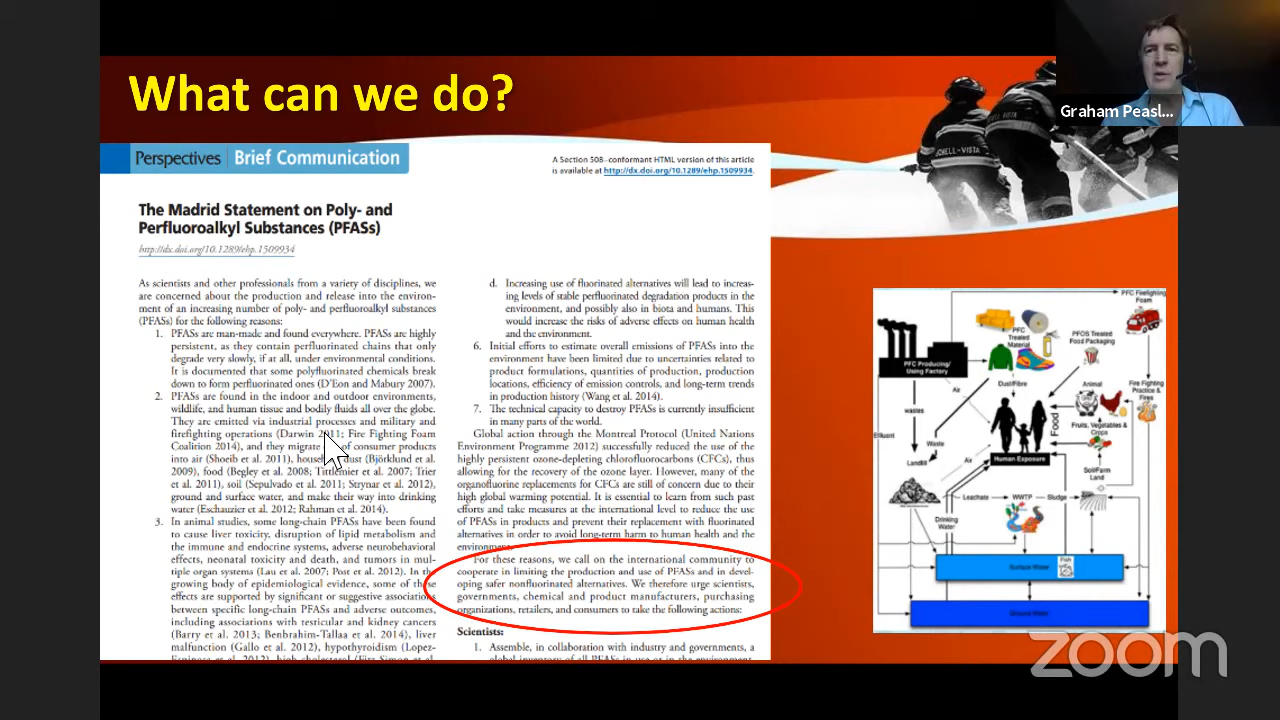 What can we do?
Graham Peasl...
SCHELL-VISTA
Perspectives | Brief Communication
A Section 508–conformant HTML version of this article
is available at http://dx.doi.org/10.1289/ehp.1509934.
The Madrid Statement on Poly- and
Perfluoroalkyl Substances (PFASs)
http://dx.doi.org/10.1289/ehp.1509934
As scientists and other professionals from a variety of disciplines, we
are concerned about the production and release into the environ-
ment of an increasing number of poly- and perfluoroalkyl substances
(PFASs) for the following reasons:
1. PFASs are man-made and found everywhere. PFASs are highly
persistent, as they contain perfluorinated chains that only
degrade very slowly, if at all, under environmental conditions.
It is documented that some polyfluorinated chemicals break
down to form perfluorinated ones (D'Eon and Mabury 2007).
2. PFASs are found in the indoor and outdoor environments,
wildlife, and human tissue and bodily fluids all over the globe.
They are emitted via industrial processes and military and
firefighting operations (Darwin 2011; Fire Fighting Foam
Coalition 2014), and they migrate of consumer products
into air (Shoeib et al. 2011), household dust (Björklund et al.
2009), food (Begley et al. 2008; Tittlemier et al. 2007; Trier
et al. 2011), soil (Sepulvado et al. 2011; Strynar et al. 2012),
ground and surface water, and make their way into drinking
water (Eschauzier et al. 2012; Rahman et al. 2014).
3. In animal studies, some long-chain PFASs have been found
to cause liver toxicity, disruption of lipid metabolism and
the immune and endocrine systems, adverse neurobehavioral
effects, neonatal toxicity and death, and tumors in mul-
tiple organ systems (Lau et al. 2007; Post et al. 2012). In the
growing body of epidemiological evidence, some of these
effects are supported by significant or suggestive associations
between specific long-chain PFASs and adverse outcomes,
including associations with testicular and kidney cancers
(Barry et al. 2013; Benbrahim-Tallaa et al. 2014), liver
malfunction (Gallo et al. 2012), hypothyroidism (Lopez-
Espinosa et al. 2012), high cholesterol (Fitz-Simon et al.
d. Increasing use of fluorinated alternatives will lead to increas-
ing levels of stable perfluorinated degradation products in the
environment, and possibly also in biota and humans. This
would increase the risks of adverse effects on human health
and the environment.
6. Initial efforts to estimate overall emissions of PFASs into the
environment have been limited due to uncertainties related to
product formulations, quantities of production, production
locations, efficiency of emission controls, and long-term trends
in production history (Wang et al. 2014).
7. The technical capacity to destroy PFASs is currently insufficient
in many parts of the world.
Global action through the Montreal Protocol (United Nations
Environment Programme 2012) successfully reduced the use of the
highly persistent ozone-depleting chlorofluorocarbons (CFCs), thus
allowing for the recovery of the ozone layer. However, many of the
organofluorine replacements for CFCs are still of concern due to their
high global warming potential. It is essential to learn from such past
efforts and take measures at the international level to reduce the use
of PFASs in products and prevent their replacement with fluorinated
alternatives in order to avoid long-term harm to human health and the
environment.
For these reasons, we call on the international community to
cooperate in limiting the production and use of PFASs and in devel-
oping safer nonfluorinated alternatives. We therefore urge scientists,
governments, chemical and product manufacturers, purchasing
organizations, retailers, and consumers to take the following actions:
Scientists:
1. Assemble, in collaboration with industry and governments, a
global inventory of all PFASs in use or in the environment,
PFC Firefighting
Foam
PFC
Treated
Material
PFOS Treated
Food Packaging
PFC Producing/
Using Factory
Air
Dust/Fibre
Animal
Fire Fighting
Practice &
Fires
wastes
Food
Fruits, Vegetables &
Crops
Effluent
Waste
Landfill
Air
Human Exposure
Soil/Farm
Land
Leachate
WWTP
Sludge
Drinking
Water
Surface Water
Fish
Ground Water
zoom